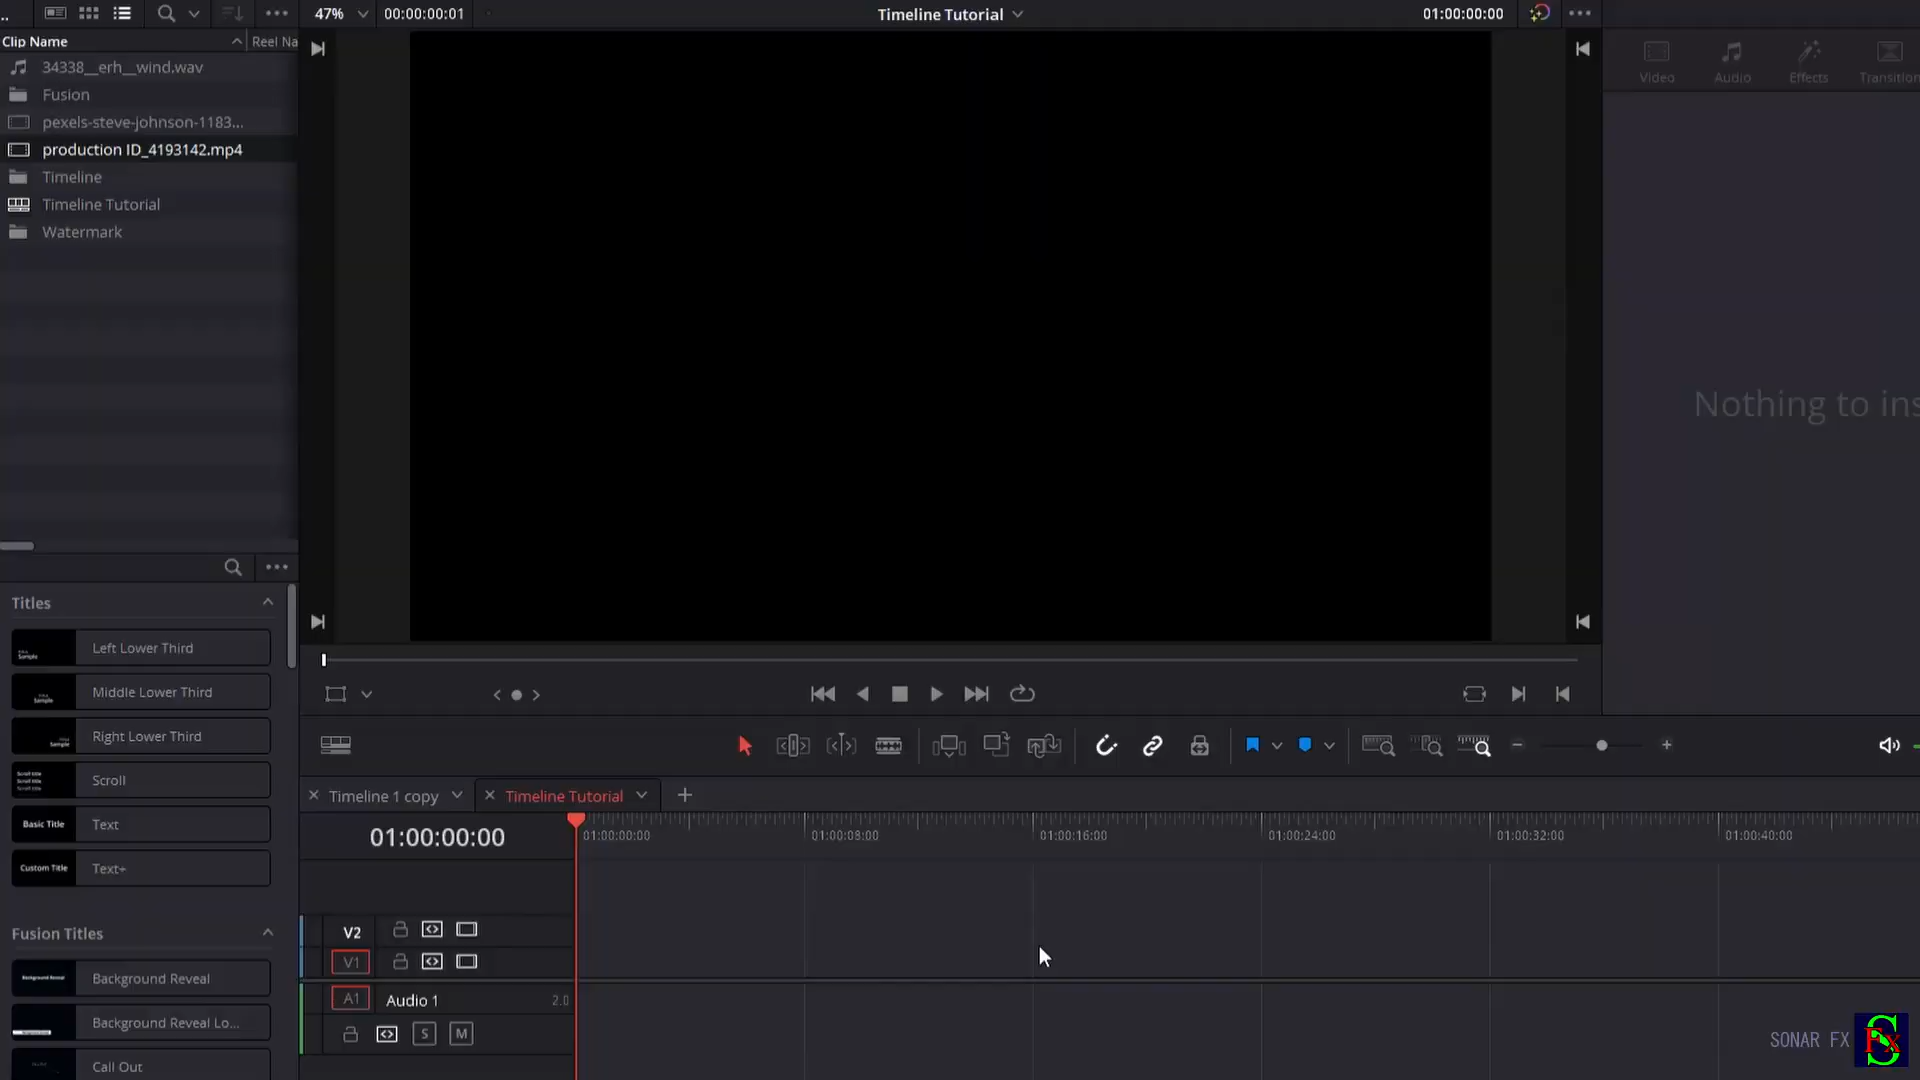 47%
00:00:00:01
Timeline Tutorial
01:00:00:00
Clip Name
Reel Na
34338__erh__wind.wav
Fusion
pexels-steve-johnson-1183...
production ID_4193142.mp4
Timeline
Timeline Tutorial
Watermark
Video
Audio
Effects
Transition
Nothing to ins
Titles
Left Lower Third
Middle Lower Third
Right Lower Third
Scroll
Basic Title
Text
Custom Title
Text+
Fusion Titles
Background Reveal
Background Reveal Lo...
Call Out
Timeline 1 copy
Timeline Tutorial
01:00:00:00
01:00:00:00
01:00:08:00
01:00:16:00
01:00:24:00
01:00:32:00
01:00:40:00
V2
V1
A1
Audio 1
2.0
S
M
SONAR FX
S
Fx